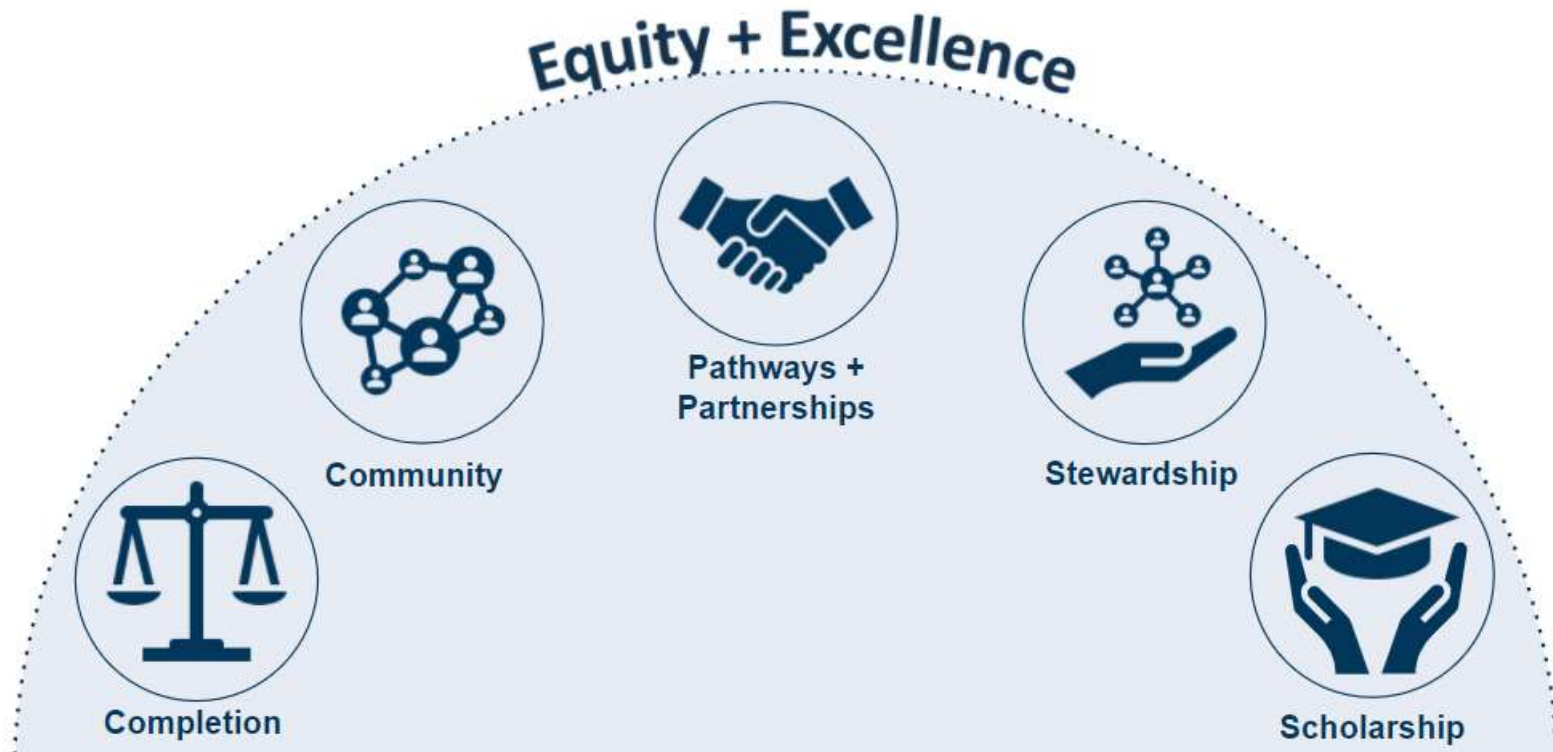 Equity + Excellence
Pathways +
Partnerships
Community
Stewardship
Completion
Scholarship